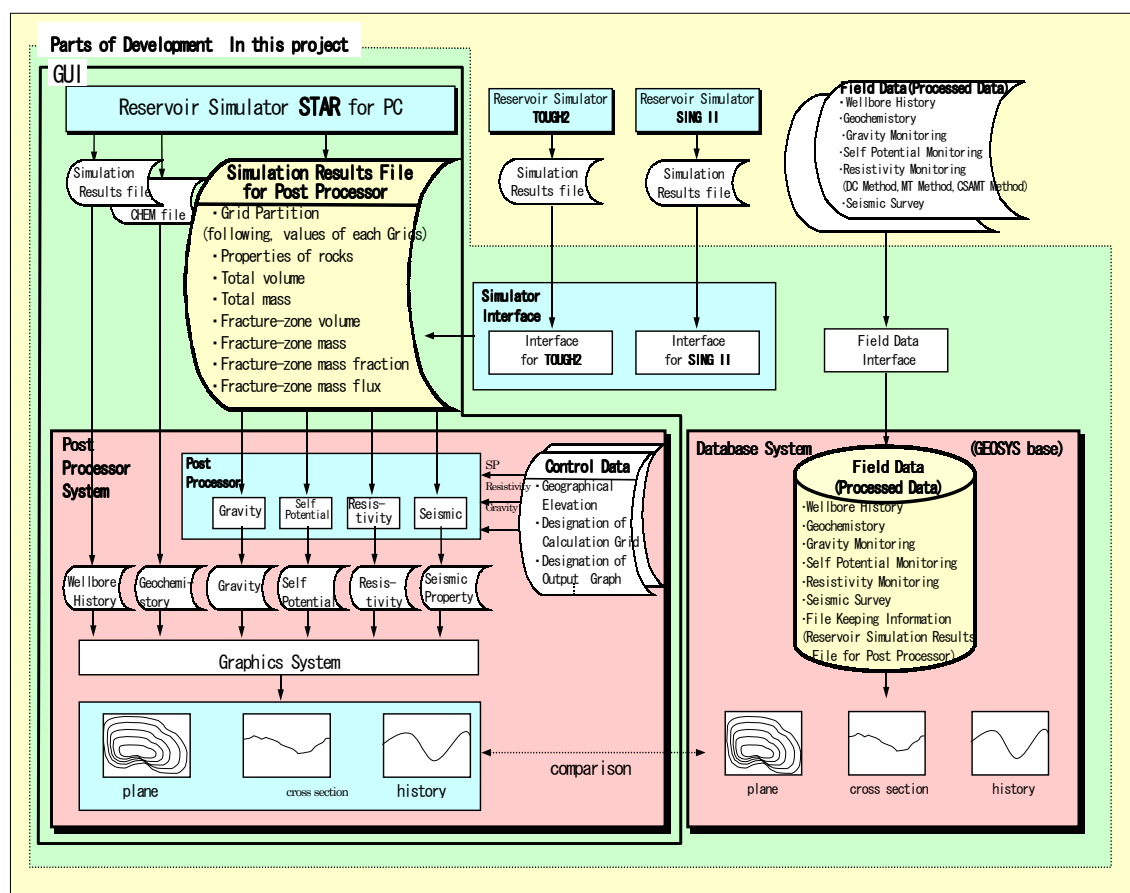 Parts of Development In this project
GUI
Reservoir Simulator STAR for PC
Simulation
Results file
CHEM file
Simulation Results File
for Post Processor
・Grid Partition
(following, values of each Grids)
・Properties of rocks
・Total volume
・Total mass
・Fracture-zone volume
・Fracture-zone mass
・Fracture-zone mass fraction
・Fracture-zone mass flux
Reservoir Simulator
TOUGH2
Simulation
Results file
Reservoir Simulator
SING II
Simulation
Results file
Field Data(Processed Data)
・Wellbore History
・Geochemistory
・Gravity Monitoring
・Self Potential Monitoring
・Resistivity Monitoring
(DC Method,MT Method,CSAMT Method)
・Seismic Survey
Simulator
Interface
Interface
for TOUGH2
Interface
for SING II
Field Data
Interface
Post
Processor
System
Post
Processor
Gravity
Self
Potential
Resis-
tivity
Seismic
SP
Resistivity
Gravity
Control Data
・Geographical
Elevation
・Designation of
Calculation Grid
・Designation of
Output Graph
Wellbore
History
Geochemi-
story
Gravity
Self
Potential
Resis-
tivity
Seismic
Property
Graphics System
plane
cross section
history
comparison
Database System
(GEOSYS base)
Field Data
(Processed Data)
・Wellbore History
・Geochemistory
・Gravity Monitoring
・Self Potential Monitoring
・Resistivity Monitoring
・Seismic Survey
・File Keeping Information
(Reservoir Simulation Results
File for Post Processor)
plane
cross section
history